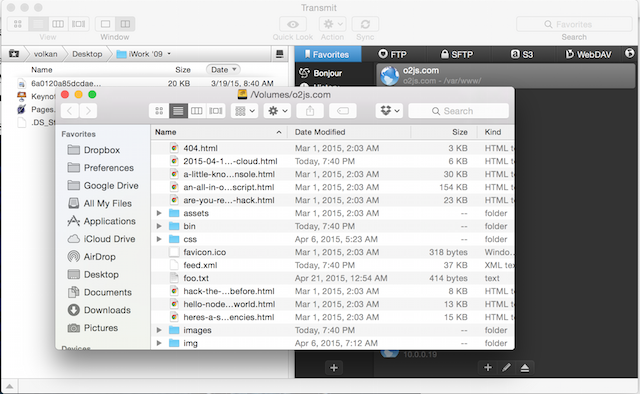 Transmit
View Window Quick Look Action Sync Search
Favorites
volkan Desktop iWork '09
Favorites FTP SFTP S3 WebDAV
Name Size Date
6a0120a85dcdae... 20 KB 3/19/15, 8:40 AM
Bonjour
o2js.com
o2js.com - /var/www/
Keynot
Pages.
.DS_St
/Volumes/o2js.com
Search
Favorites
Dropbox
Preferences
Google Drive
All My Files
Applications
iCloud Drive
AirDrop
Desktop
Documents
Downloads
Pictures
Devices
Name Date Modified Size Kind
404.html Mar 1, 2015, 2:03 AM 3 KB HTML te
2015-04-1...-cloud.html Today, 7:40 PM 6 KB HTML te
a-little-kno...nsole.html Mar 1, 2015, 2:03 AM 30 KB HTML te
an-all-in-o...script.html Mar 1, 2015, 2:03 AM 154 KB HTML te
are-you-re...-hack.html Mar 1, 2015, 2:03 AM 23 KB HTML te
assets Mar 1, 2015, 2:03 AM -- folder
bin Today, 7:40 PM -- folder
css Apr 6, 2015, 5:23 AM -- folder
favicon.ico Mar 1, 2015, 2:03 AM 318 bytes Windo...
feed.xml Today, 7:40 PM 37 KB XML text
foo.txt Apr 21, 2015, 12:54 AM 414 bytes text
hack-the-...before.html Mar 1, 2015, 2:03 AM 8 KB HTML te
hello-node...world.html Mar 1, 2015, 2:03 AM 13 KB HTML te
heres-a-s...encies.html Mar 1, 2015, 2:03 AM 15 KB HTML te
images Today, 7:40 PM -- folder
img Apr 6, 2015, 7:12 AM -- folder
10.0.0.19